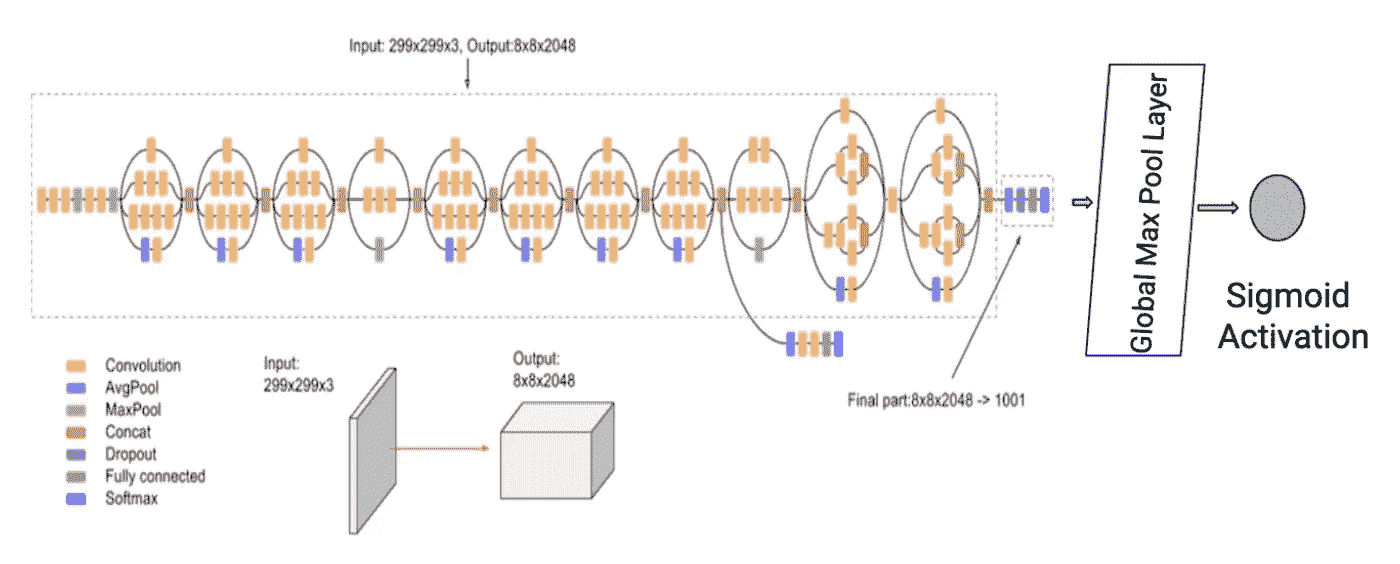 Input: 299x299x3, Output:8x8x2048
Global Max Pool Layer
Sigmoid
Activation
Convolution
AvgPool
MaxPool
Concat
Dropout
Fully connected
Softmax
Input:
299x299x3
Output:
8x8x2048
Final part:8x8x2048 -> 1001